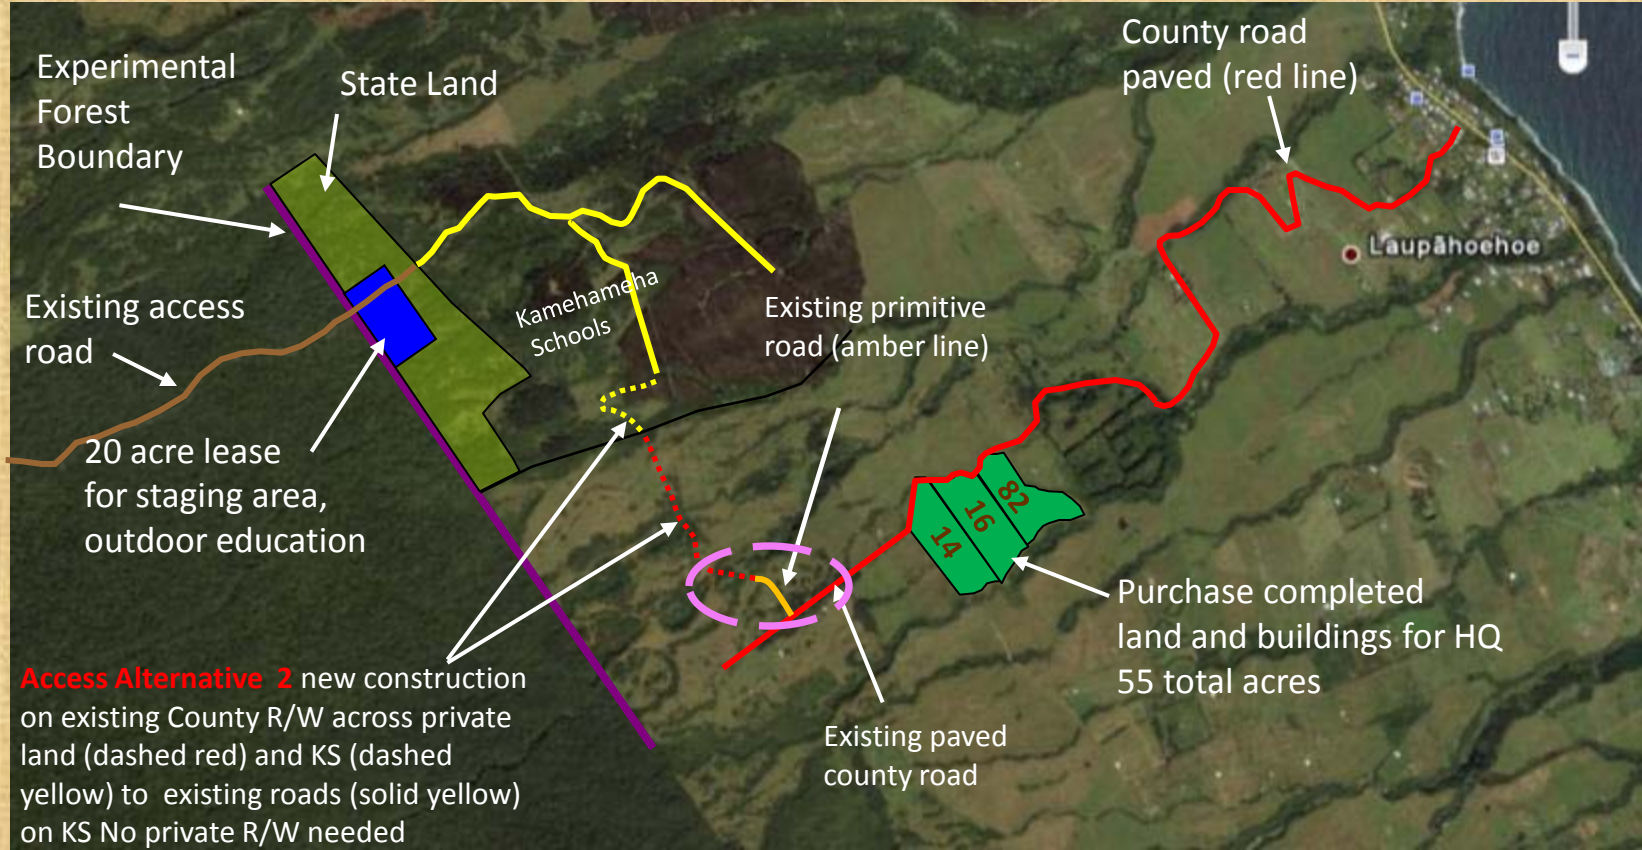 Experimental
Forest
Boundary
State Land
County road
paved (red line)
Laupāhoehoe
Existing access
road
Kamehameha
Schools
Existing primitive
road (amber line)
20 acre lease
for staging area,
outdoor education
14
16
82
Purchase completed
land and buildings for HQ
55 total acres
Access Alternative 2 new construction
on existing County R/W across private
land (dashed red) and KS (dashed
yellow) to existing roads (solid yellow)
on KS No private R/W needed
Existing paved
county road